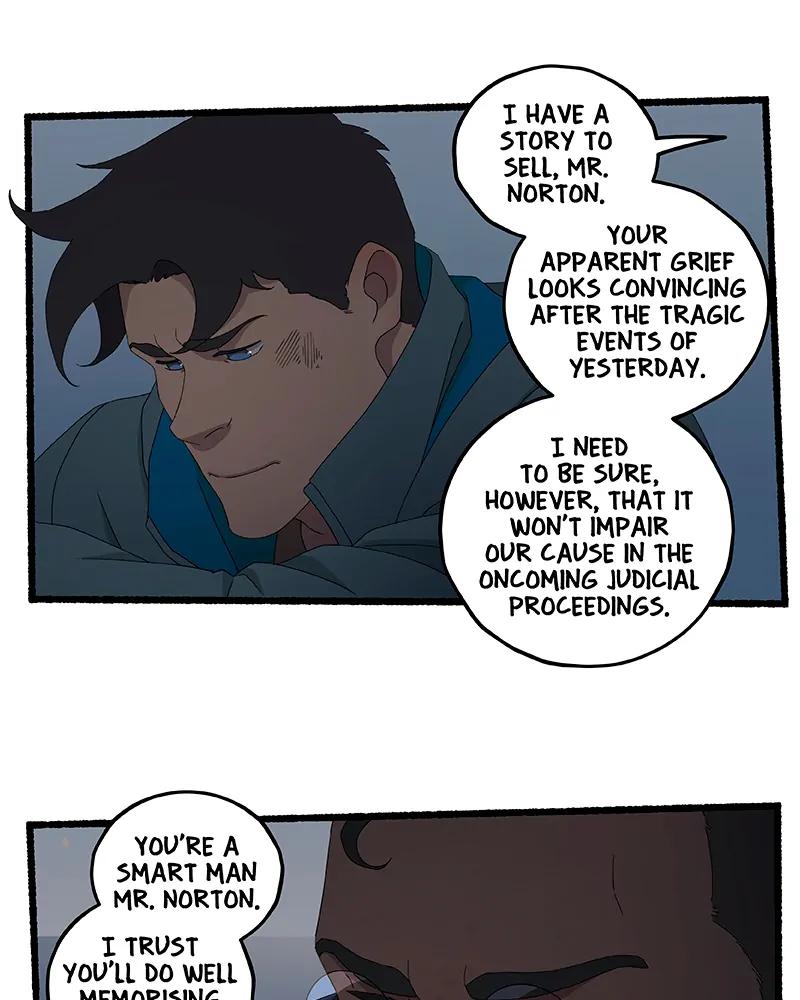 I HAVE A
STORY TO
SELL, MR.
NORTON.
YOUR
APPARENT GRIEF
LOOKS CONVINCING
AFTER THE TRAGIC
EVENTS OF
YESTERDAY.
I NEED
TO BE SURE,
HOWEVER, THAT IT
WON'T IMPAIR
OUR CAUSE IN THE
ONCOMING JUDICIAL
PROCEEDINGS.
YOU'RE A
SMART MAN
MR. NORTON.
I TRUST
YOU'LL DO WELL
MEMORISING